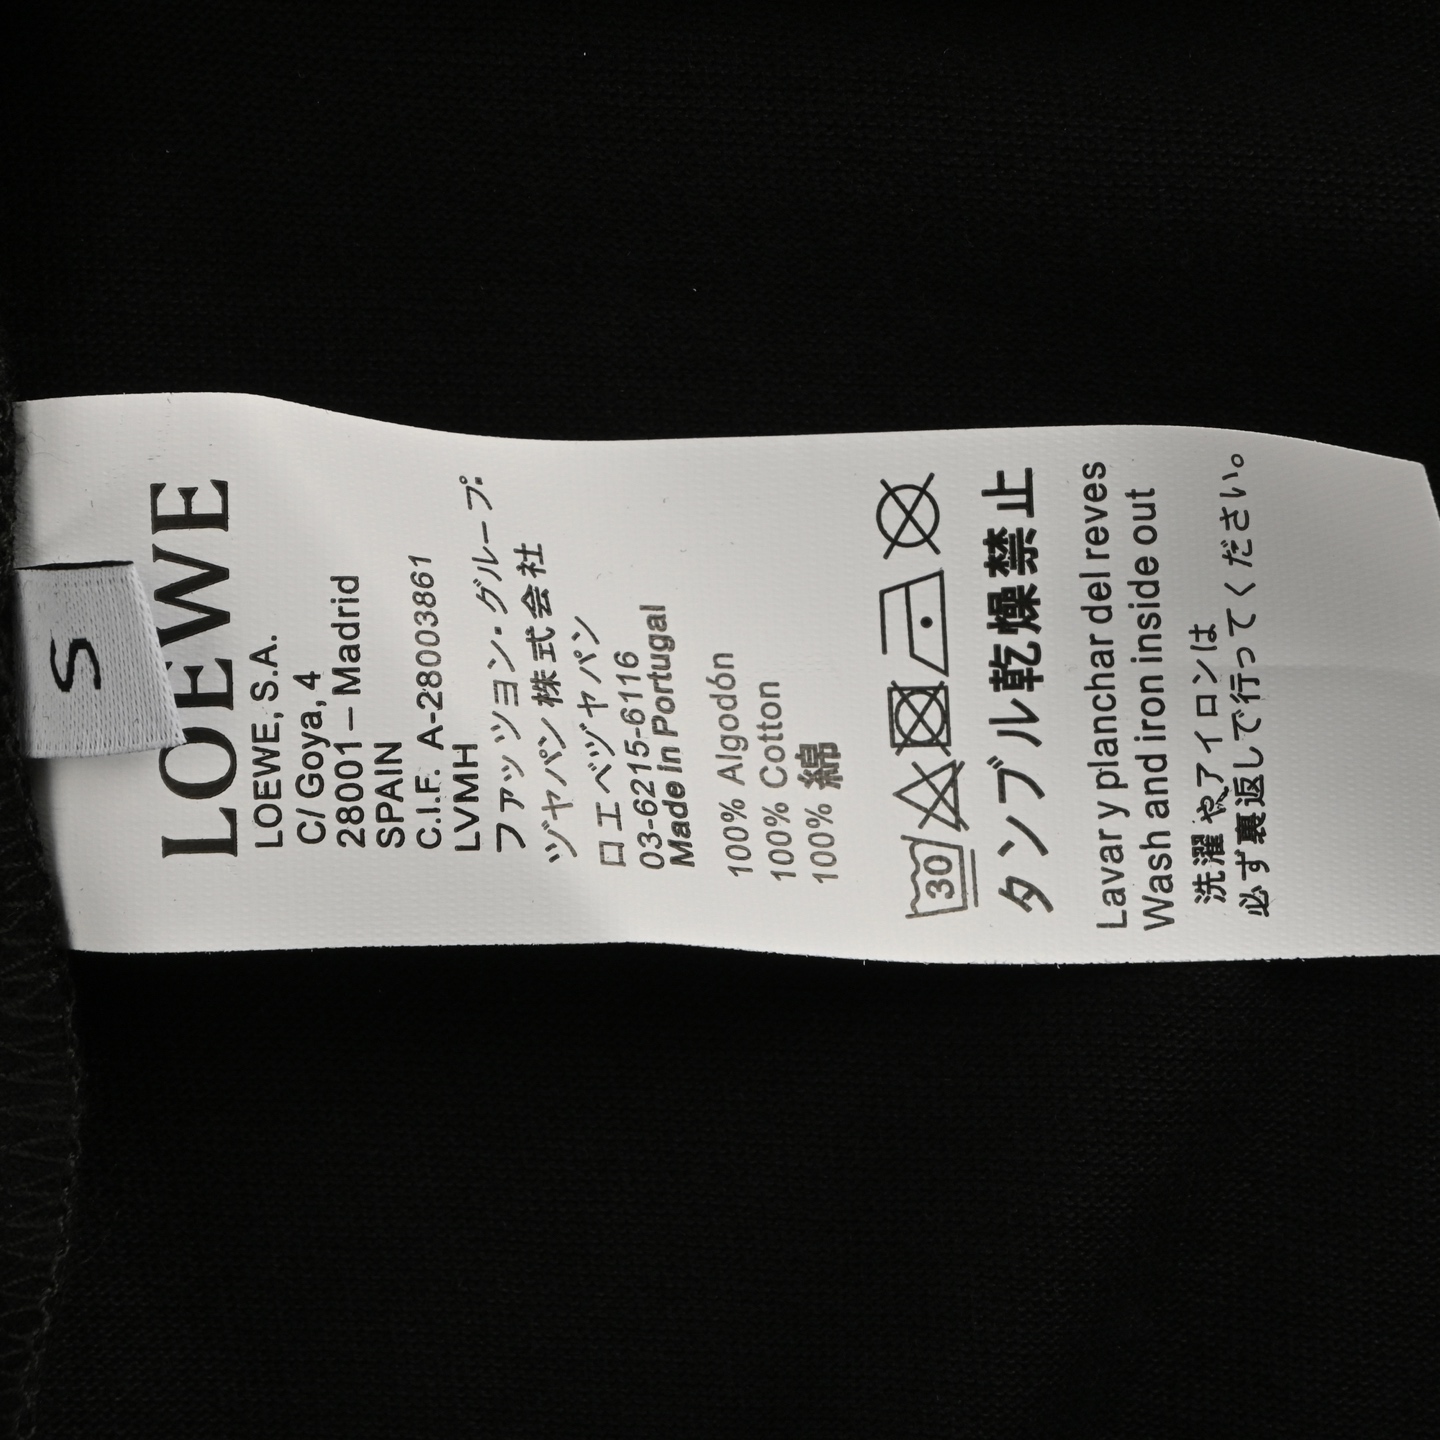 S
LOEWE
LOEWE, S.A.
C/ Goya, 4
28001 – Madrid
SPAIN
C.I.F. A-28003861
LVMH
ファッツョン・グループ
ヅャパン株式会社
ロエベヅャパン
03-6215-6116
Made in Portugal
100% Algodón
100% Cotton
100% 綿
30
タンブル乾燥禁止
Lavar y planchar del reves
Wash and iron inside out
洗濯やアイロンは
必ず裏返しで行ってください。